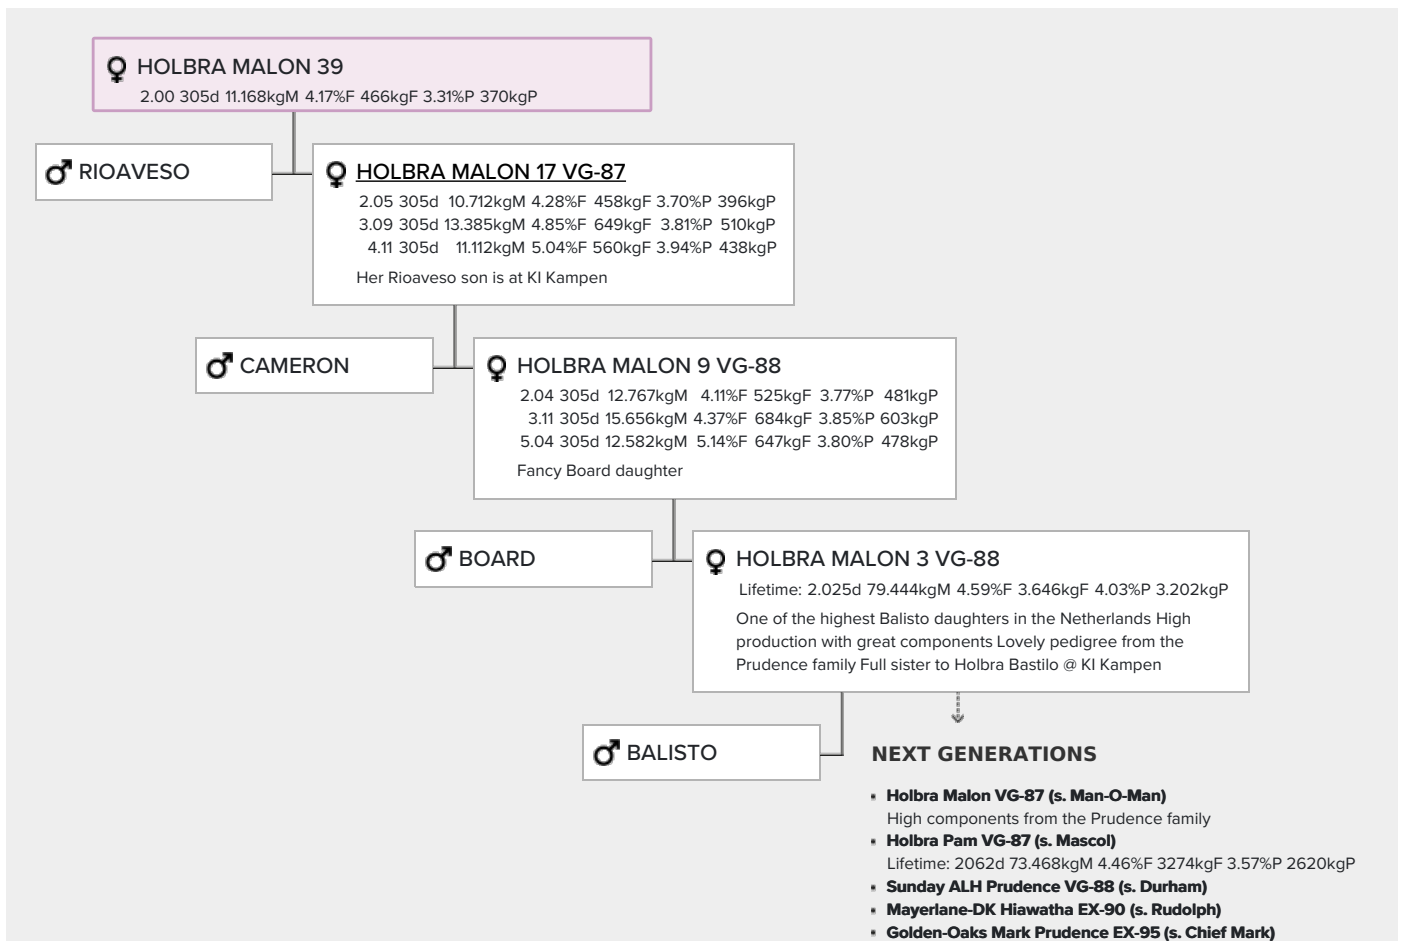 HOLBRA MALON 39
2.00 305d 11.168kgM 4.17%F 466kgF 3.31%P 370kgP
RIOAVESO
HOLBRA MALON 17 VG-87
2.05 305d 10.712kgM 4.28%F 458kgF 3.70%P 396kgP
3.09 305d 13.385kgM 4.85%F 649kgF 3.81%P 510kgP
4.11 305d 11.112kgM 5.04%F 560kgF 3.94%P 438kgP
Her Rioaveso son is at KI Kampen
CAMERON
HOLBRA MALON 9 VG-88
2.04 305d 12.767kgM 4.11%F 525kgF 3.77%P 481kgP
3.11 305d 15.656kgM 4.37%F 684kgF 3.85%P 603kgP
5.04 305d 12.582kgM 5.14%F 647kgF 3.80%P 478kgP
Fancy Board daughter
BOARD
HOLBRA MALON 3 VG-88
Lifetime: 2.025d 79.444kgM 4.59%F 3.646kgF 4.03%P 3.202kgP
One of the highest Balisto daughters in the Netherlands High
production with great components Lovely pedigree from the
Prudence family Full sister to Holbra Bastilo @ KI Kampen
BALISTO
NEXT GENERATIONS
Holbra Malon VG-87 (s. Man-O-Man)
High components from the Prudence family
Holbra Pam VG-87 (s. Mascol)
Lifetime: 2062d 73.468kgM 4.46%F 3274kgF 3.57%P 2620kgP
Sunday ALH Prudence VG-88 (s. Durham)
Mayerlane-DK Hiawatha EX-90 (s. Rudolph)
Golden-Oaks Mark Prudence EX-95 (s. Chief Mark)